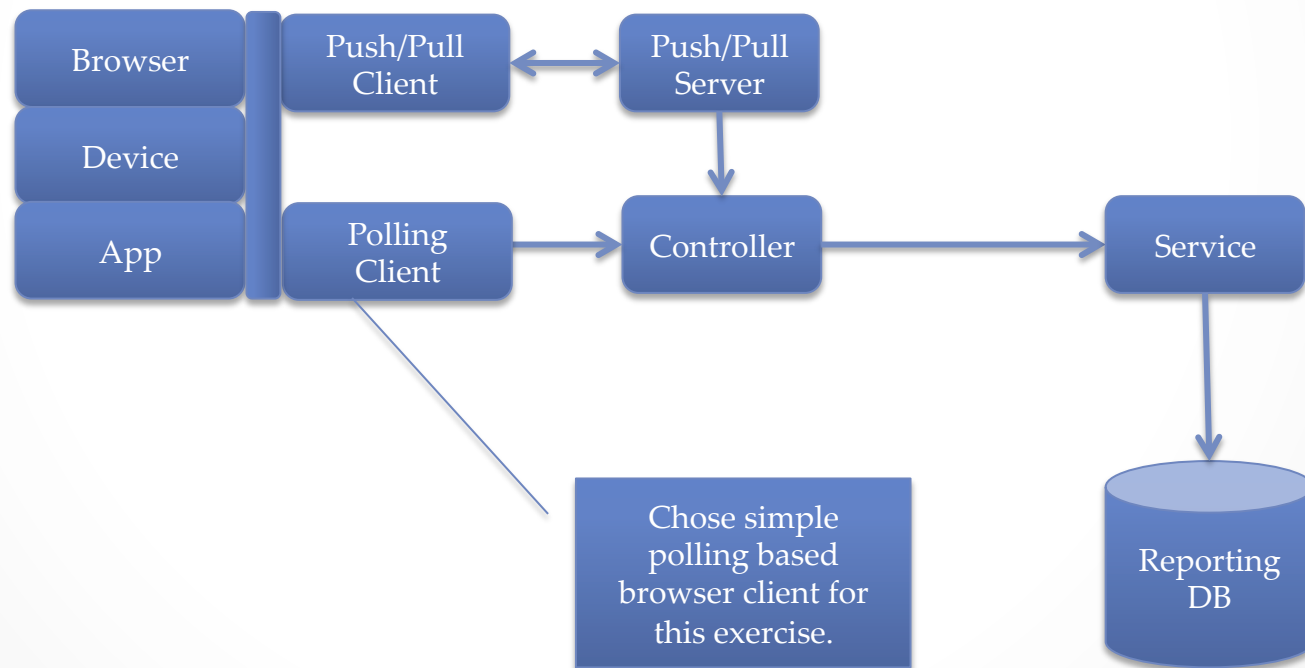 Browser
Push/Pull
Client
Push/Pull
Server
Device
App
Polling
Client
Controller
Service
Chose simple
polling based
browser client for
this exercise.
Reporting
DB